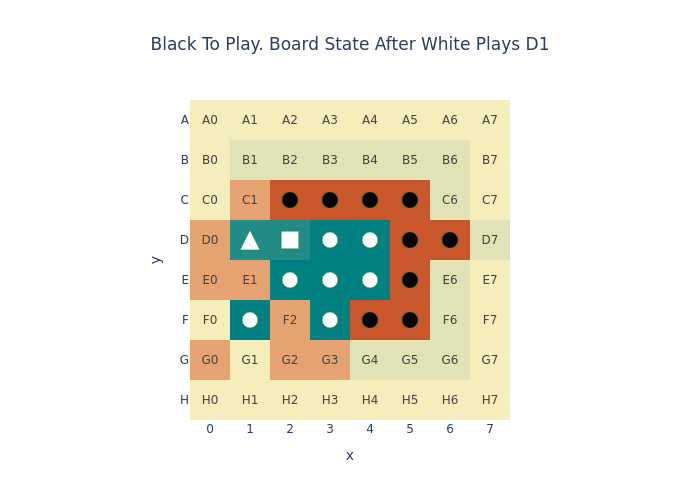 Black To Play. Board State After White Plays D1
A A0 A1 A2 A3 A4 A5 A6 A7
B B0 B1 B2 B3 B4 B5 B6 B7
C C0 C1 C6 C7
D D0 D7
E E0 E1 E6 E7
F F0 F2 F6 F7
G G0 G1 G2 G3 G4 G5 G6 G7
H H0 H1 H2 H3 H4 H5 H6 H7
0 1 2 3 4 5 6 7
x
y